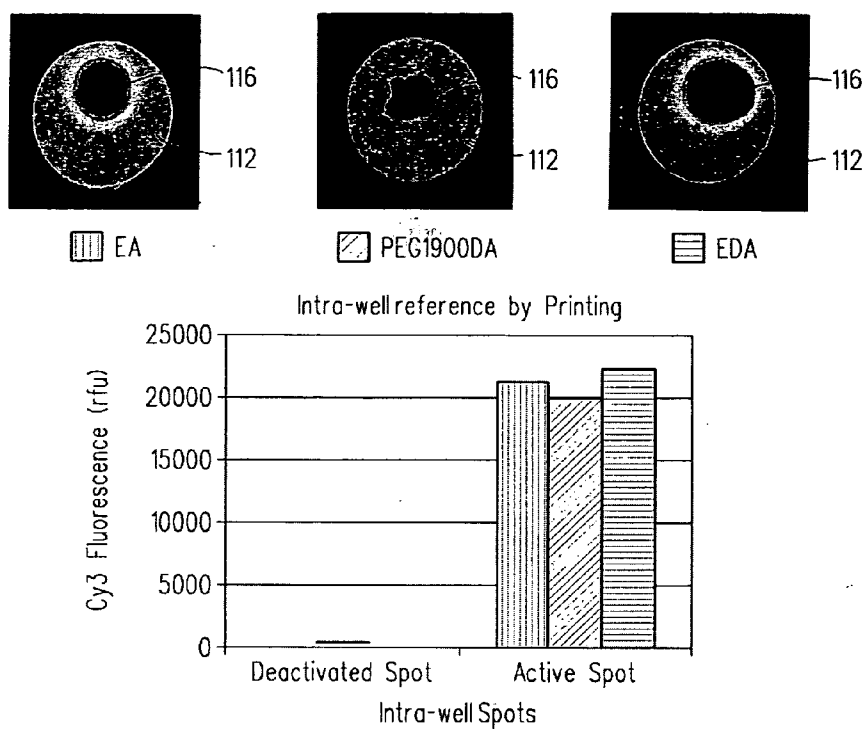 116 116 116
112 112 112
EA PEG1900DA EDA
Intra-well reference by Printing
25000
20000
15000
10000
5000
0
Cy3 Fluorescence (rfu)
Deactivated Spot Active Spot
Intra-well Spots